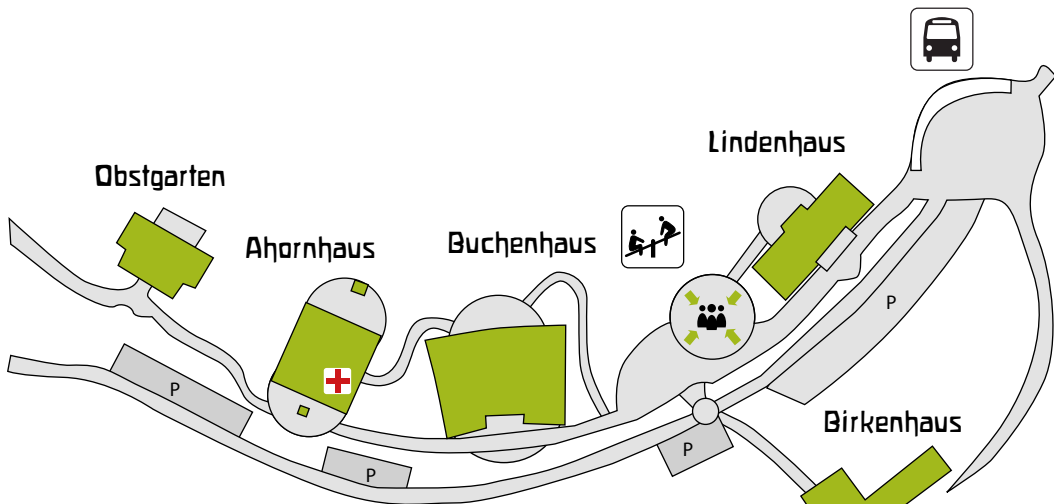 Lindenhaus
Obstgarten
Ahornhaus
Buchenhaus
P
P
P
P
Birkenhaus